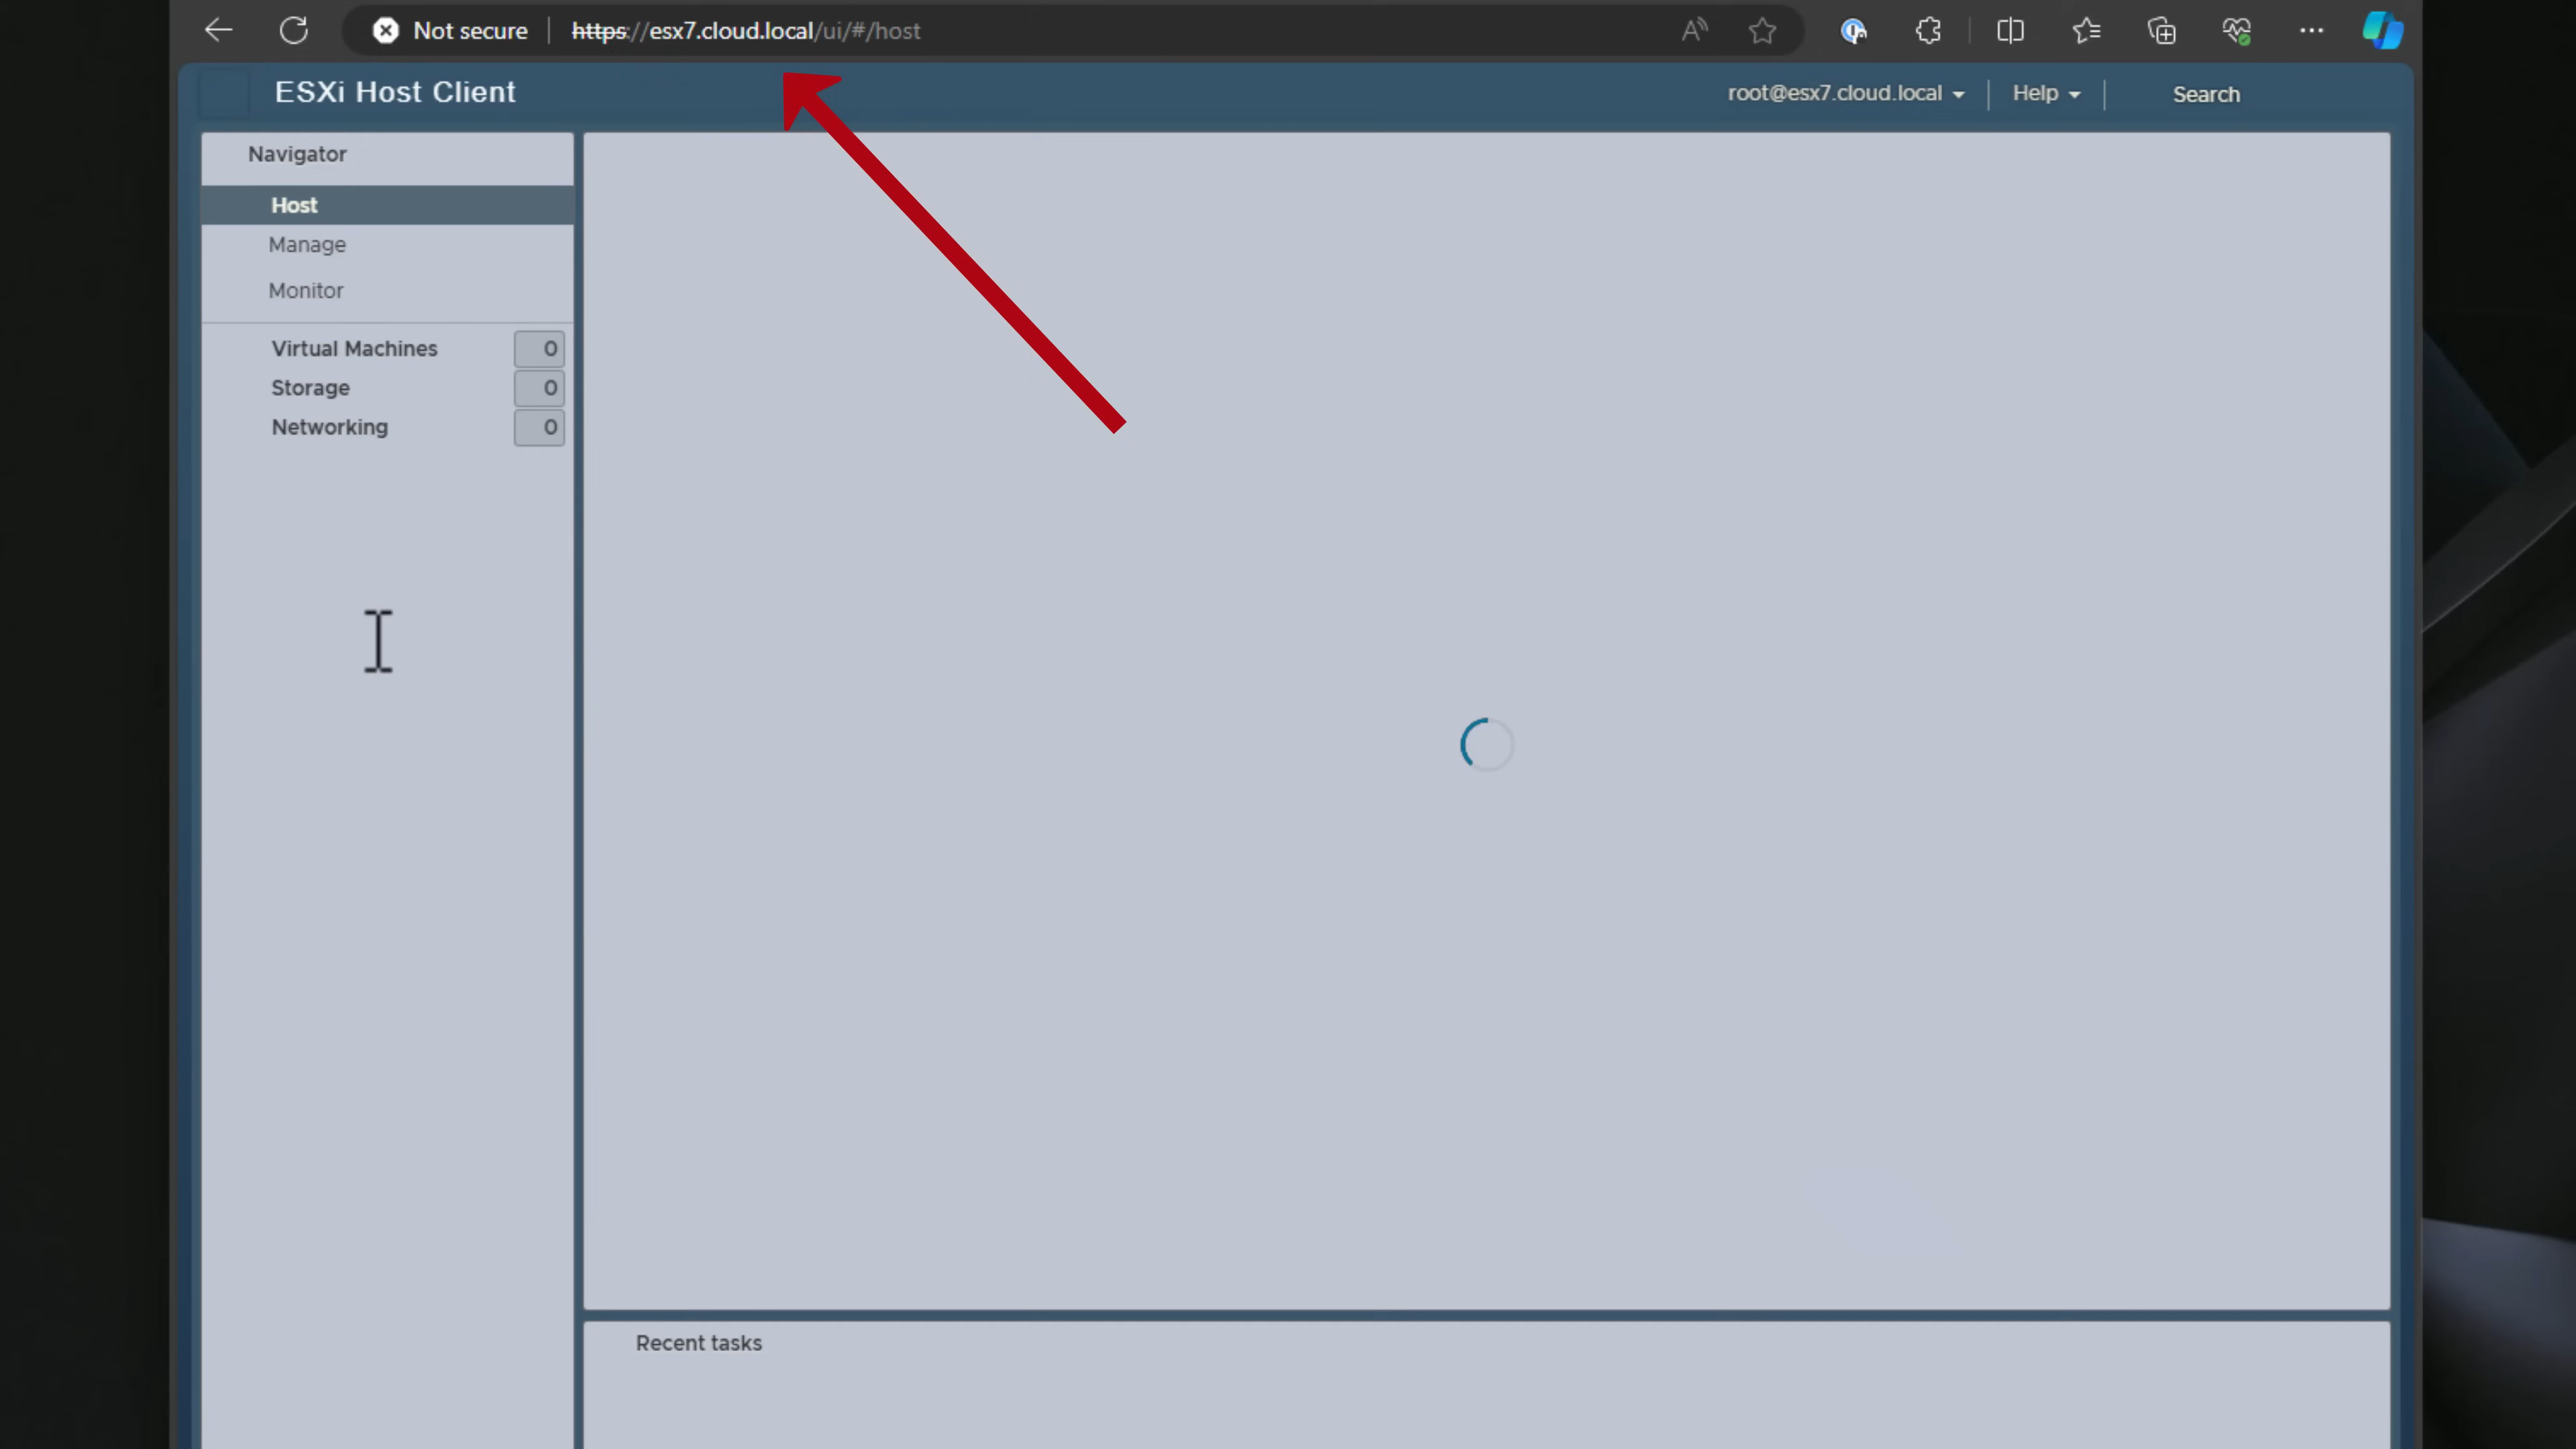 Not secure https://esx7.cloud.local/ui/#/host
ESXi Host Client
root@esx7.cloud.local
Help
Search
Navigator
Host
Manage
Monitor
Virtual Machines 0
Storage 0
Networking 0
Recent tasks